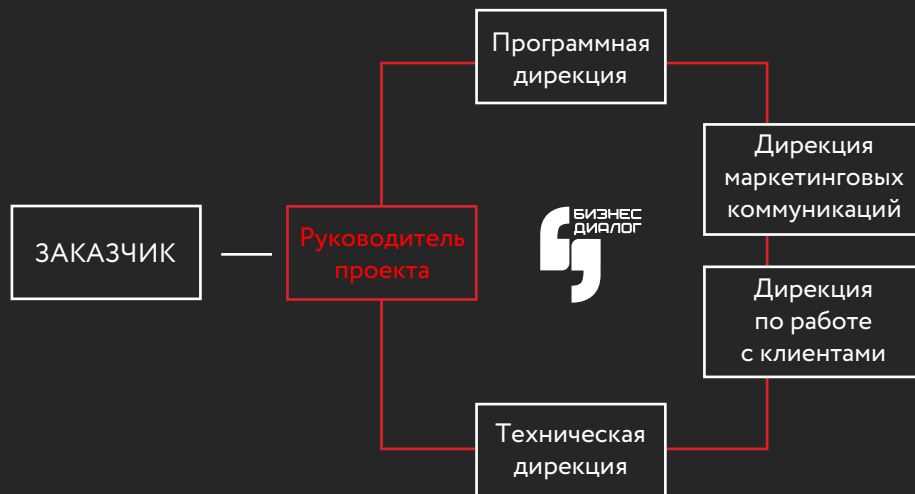 Программная
дирекция
Дирекция
маркетинговых
коммуникаций
ЗАКАЗЧИК
Руководитель
проекта
БИЗНЕС
ДИАЛОГ
Дирекция
по работе
с клиентами
Техническая
дирекция